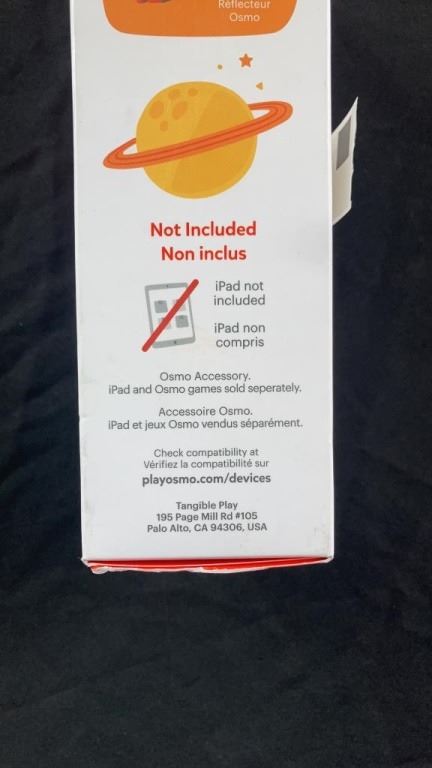 Réflecteur
Osmo
Not Included
Non inclus
iPad not
included
iPad non
compris
Osmo Accessory.
iPad and Osmo games sold seperately.
Accessoire Osmo.
iPad et jeux Osmo vendus séparément.
Check compatibility at
Vérifiez la compatibilité sur
playosmo.com/devices
Tangible Play
195 Page Mill Rd #105
Palo Alto, CA 94306, USA